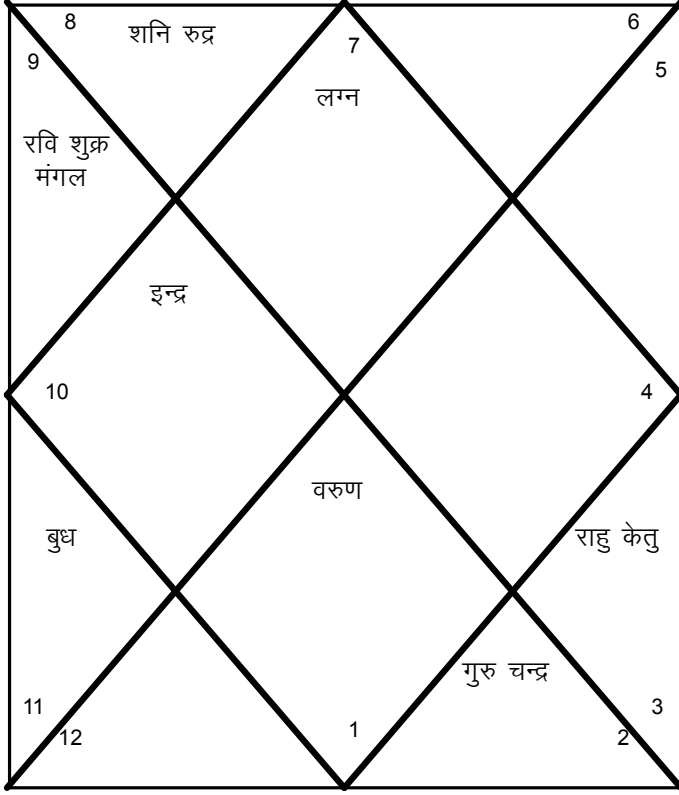 8
शनि रुद्र
7
6
9
5
लग्न
रवि शुक्र
मंगल
इन्द्र
10
4
वरुण
बुध
राहु केतु
गुरु चन्द्र
11
3
1
12
2